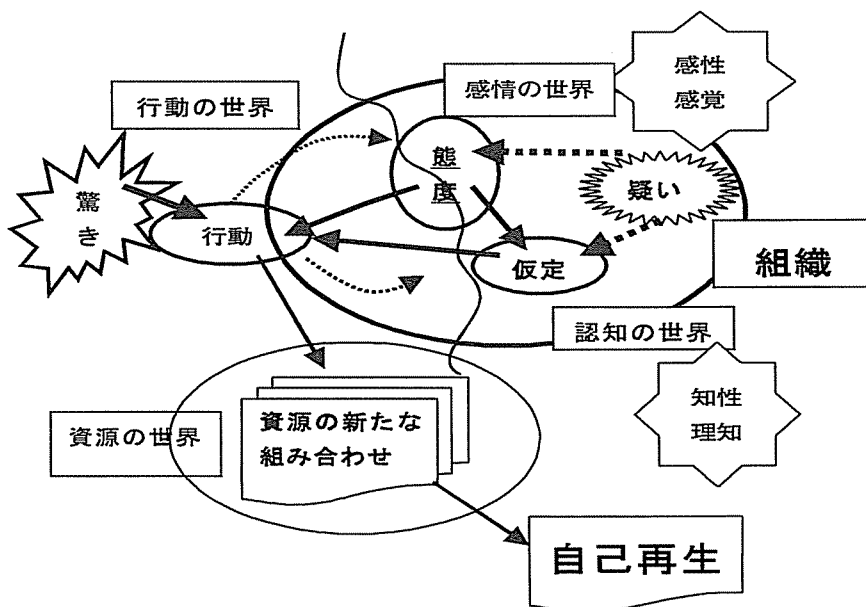 感性
感覚
感情の世界
行動の世界
態
度
驚
き
疑い
行動
仮定
組織
認知の世界
知性
理知
資源の世界
資源の新たな
組み合わせ
自己再生